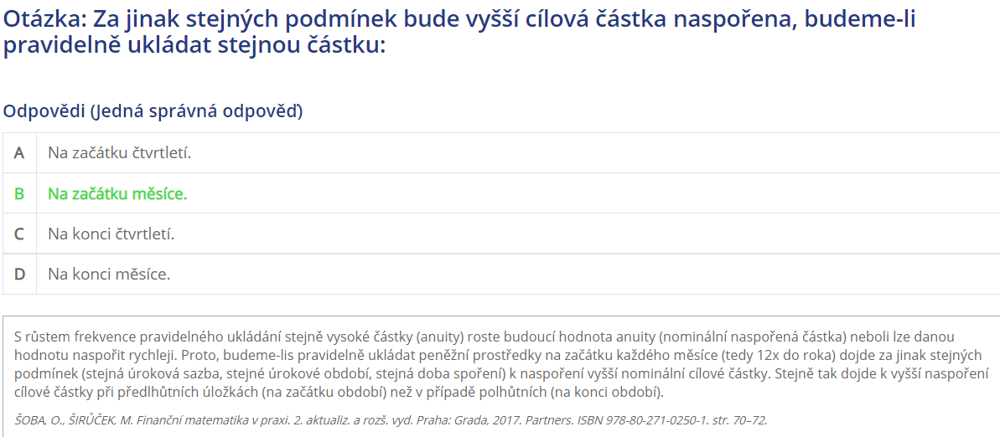 Otázka: Za jinak stejných podmínek bude vyšší cílová částka naspořena, budeme-li
pravidelně ukládat stejnou částku:
Odpovědi (Jedná správná odpověď)
A Na začátku čtvrtletí.
B Na začátku měsíce.
C Na konci čtvrtletí.
D Na konci měsíce.
S růstem frekvence pravidelného ukládání stejně vysoké částky (anuity) roste budoucí hodnota anuity (nominální naspořená částka) neboli lze danou
hodnotu naspořit rychleji. Proto, budeme-lis pravidelně ukládat peněžní prostředky na začátku každého měsíce (tedy 12x do roka) dojde za jinak stejných
podmínek (stejná úroková sazba, stejné úrokové období, stejná doba spoření) k naspoření vyšší nominální cílové částky. Stejně tak dojde k vyšší naspoření
cílové částky při předlhůtních úložkách (na začátku období) než v případě polhůtních (na konci období).
ŠOBA, O., ŠIRŮČEK, M. Finanční matematika v praxi. 2. aktualiz. a rozš. vyd. Praha: Grada, 2017. Partners. ISBN 978-80-271-0250-1. str. 70–72.